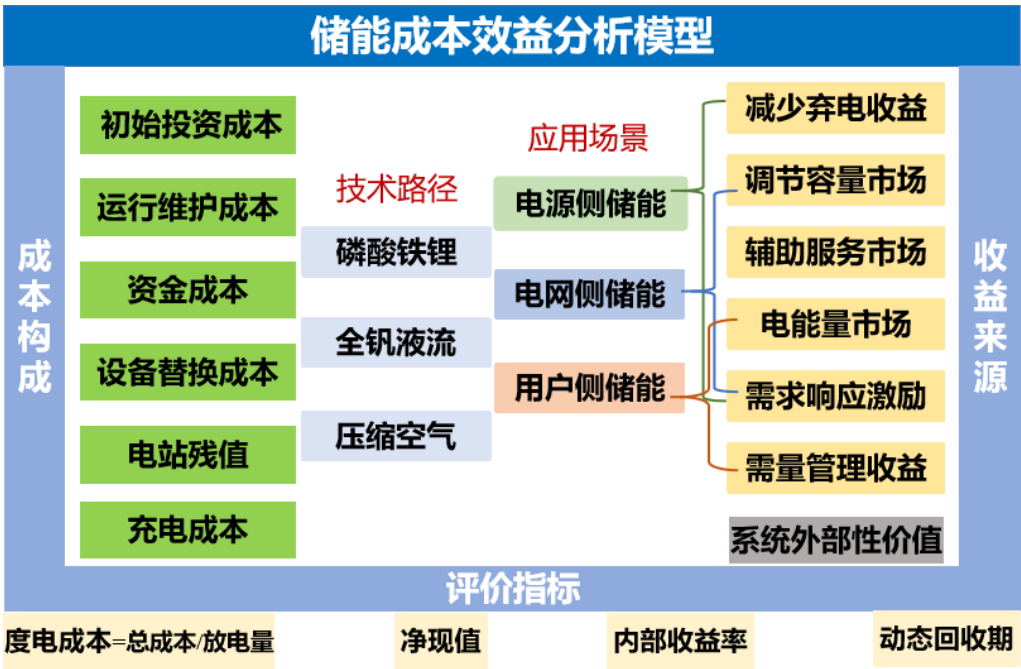 储能成本效益分析模型
成本构成
初始投资成本
运行维护成本
资金成本
设备替换成本
电站残值
充电成本
技术路径
磷酸铁锂
全钒液流
压缩空气
应用场景
电源侧储能
电网侧储能
用户侧储能
减少弃电收益
调节容量市场
辅助服务市场
电能量市场
需求响应激励
需量管理收益
系统外部性价值
收益来源
评价指标
度电成本=总成本/放电量
净现值
内部收益率
动态回收期